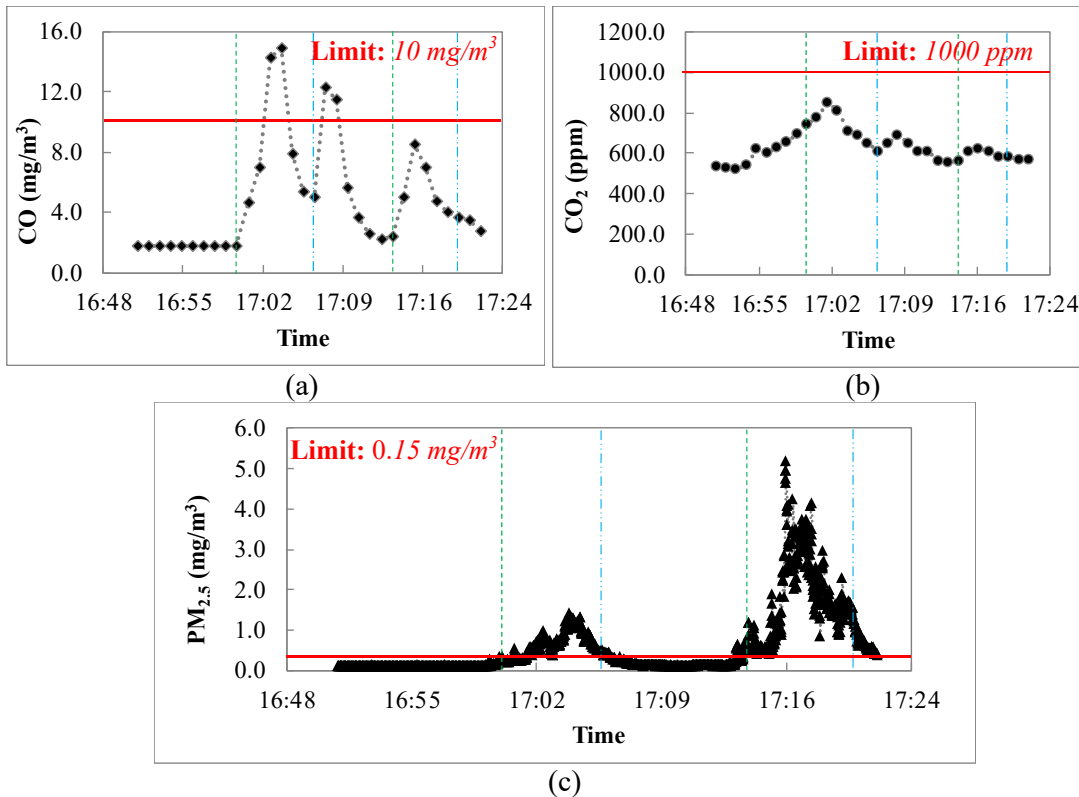 16.0
12.0
8.0
4.0
0.0
CO (mg/m³)
Limit: 10 mg/m³
16:48 16:55 17:02 17:09 17:16 17:24
Time
(a)
1200.0
1000.0
800.0
600.0
400.0
200.0
0.0
CO₂ (ppm)
Limit: 1000 ppm
16:48 16:55 17:02 17:09 17:16 17:24
Time
(b)
6.0
5.0
4.0
3.0
2.0
1.0
0.0
PM₂.₅ (mg/m³)
Limit: 0.15 mg/m³
16:48 16:55 17:02 17:09 17:16 17:24
Time
(c)